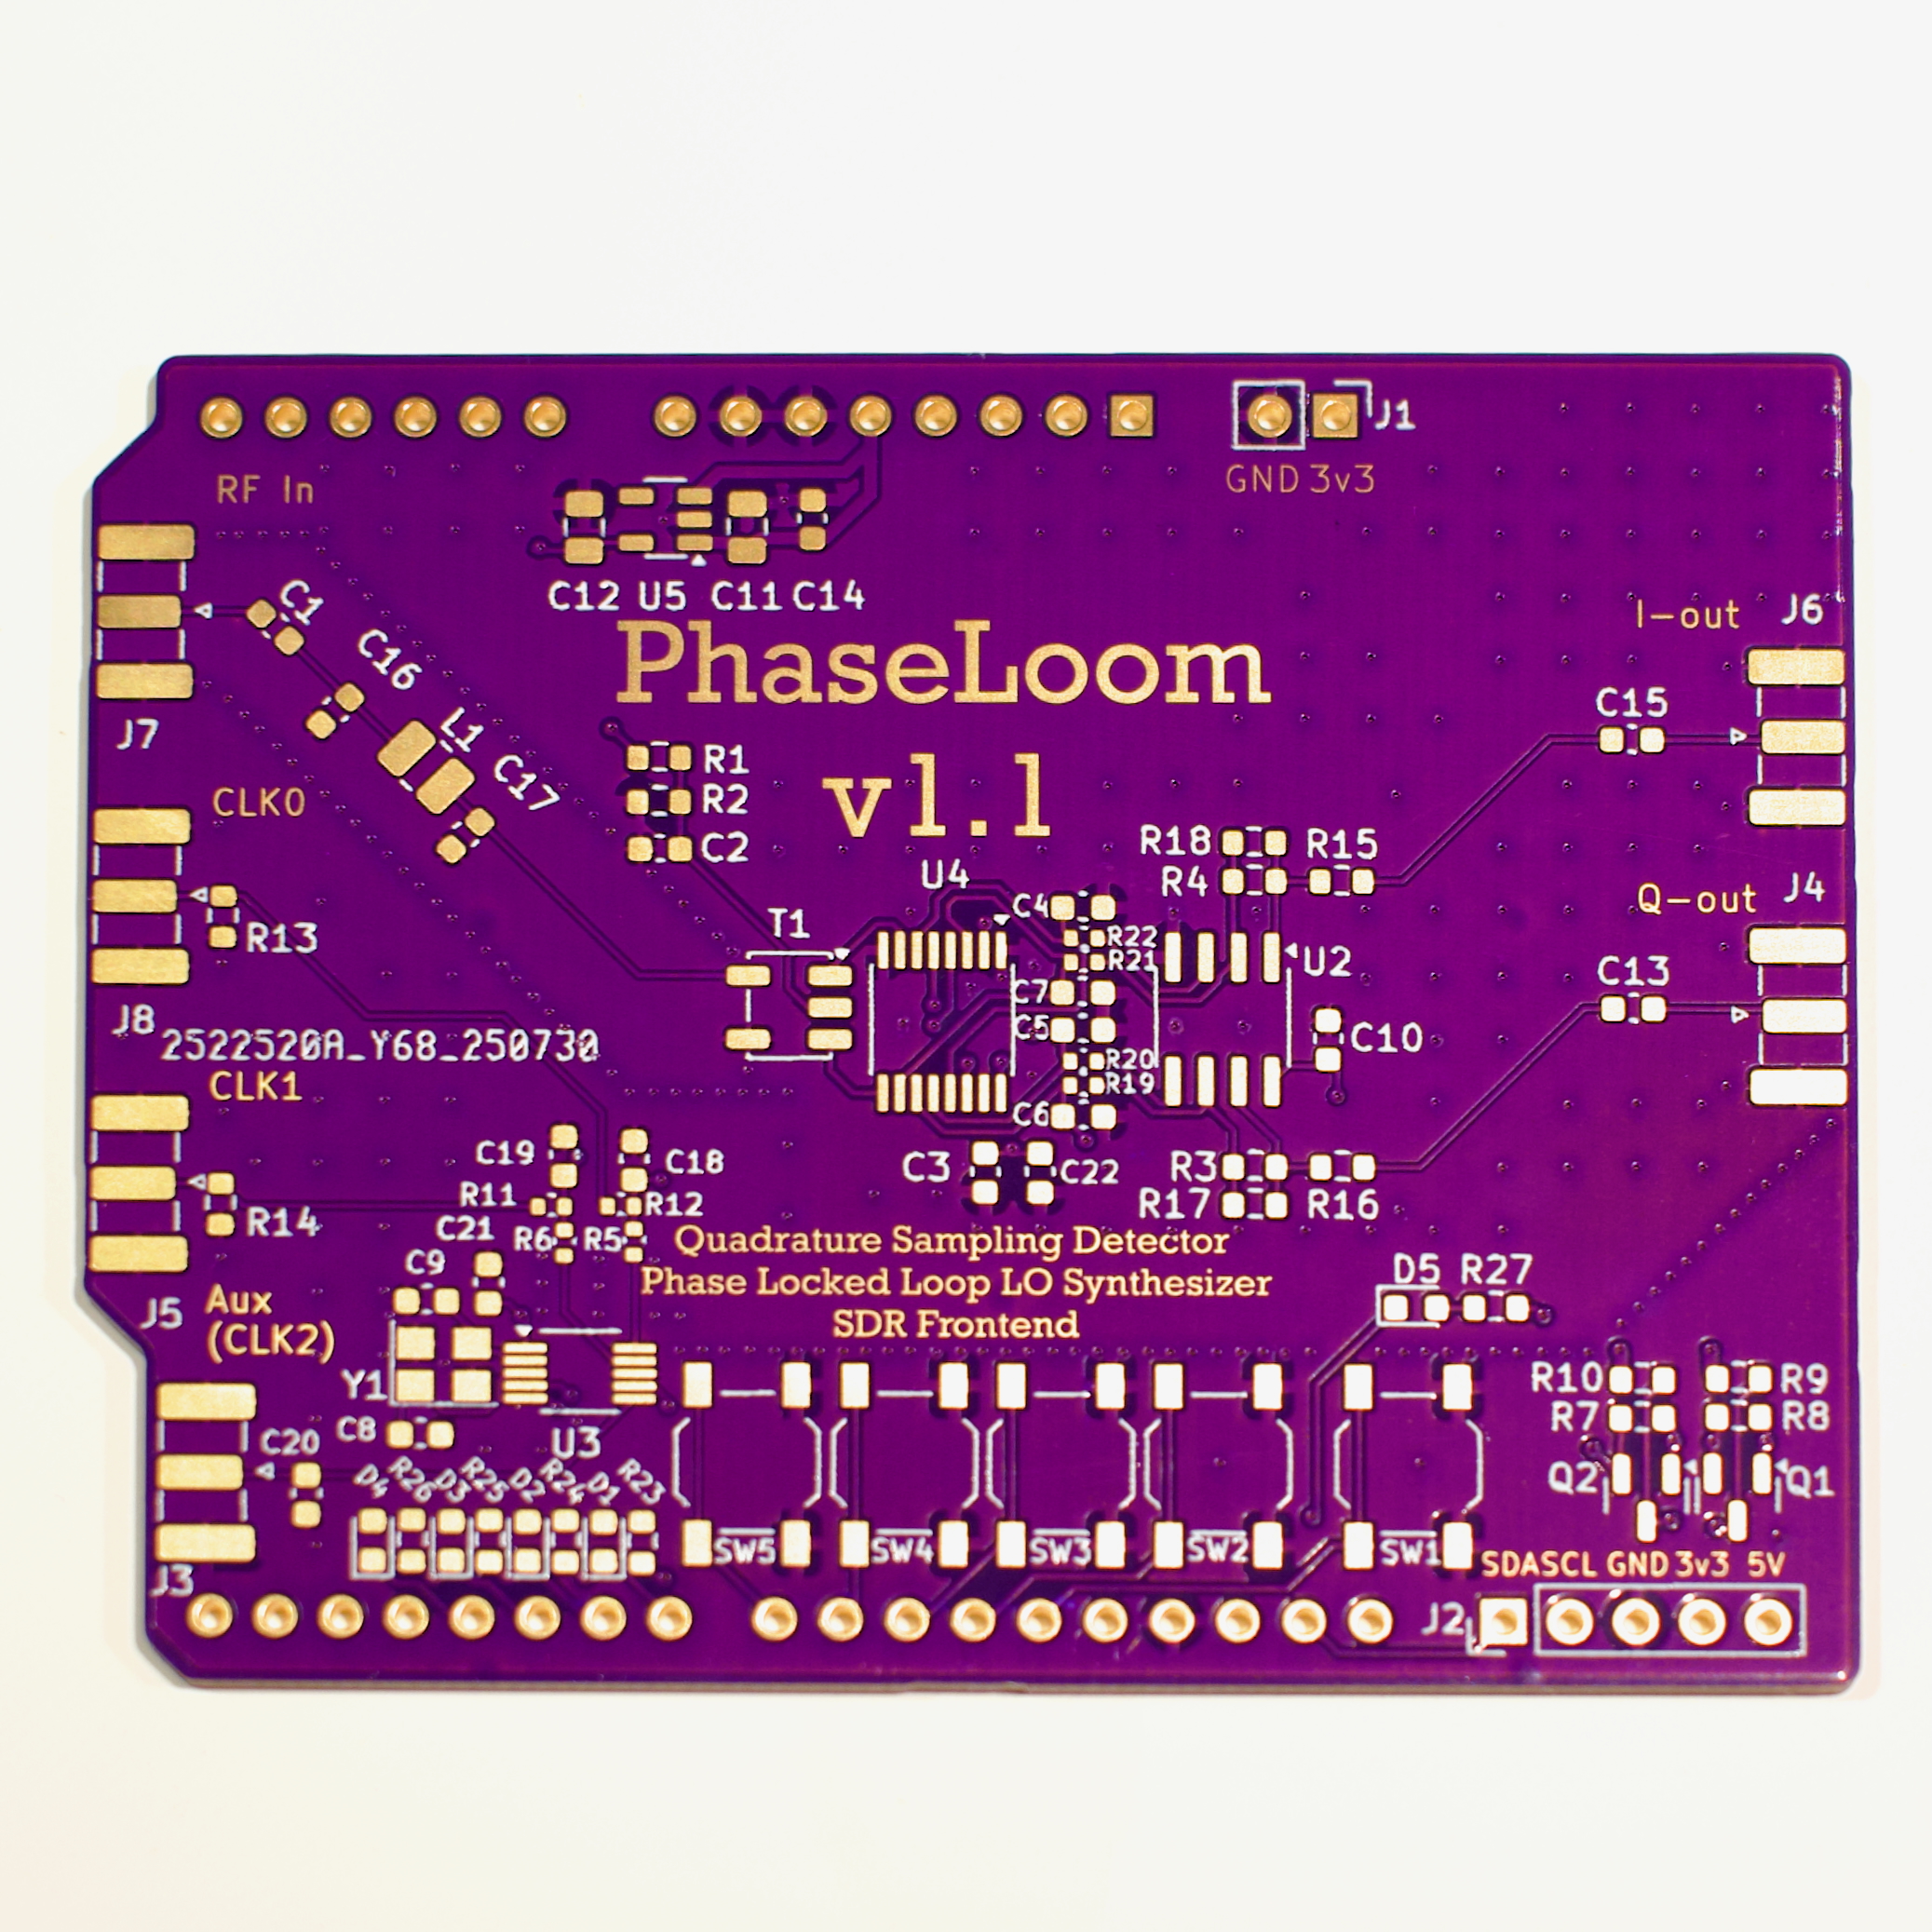 J1
GND 3v3
RF In
C12 U5 C11 C14
C1
C16
L1
C17
J7
PhaseLoom
v1.1
I-out J6
C15
R1
R2
C2
CLK0
R13
J8
U4
T1
C4
R22
R21
C7
C5
R20
R19
C6
R18 R15
R4
U2
C10
Q-out J4
C13
2522520A_Y68_250730
CLK1
R14
J5
C19 C18
R11 R12
C21 R6 R5
C9
C3 C22
R3
R17 R16
Quadrature Sampling Detector
Phase Locked Loop LO Synthesizer
SDR Frontend
D5 R27
Aux
(CLK2)
Y1
C8
U3
C20
D4 R26 D3 R25 D2 R24 D1 R23
J3
SW5 SW4 SW3 SW2 SW1
R10 R9
R7 R8
Q2 Q1
SDA SCL GND 3v3 5V
J2